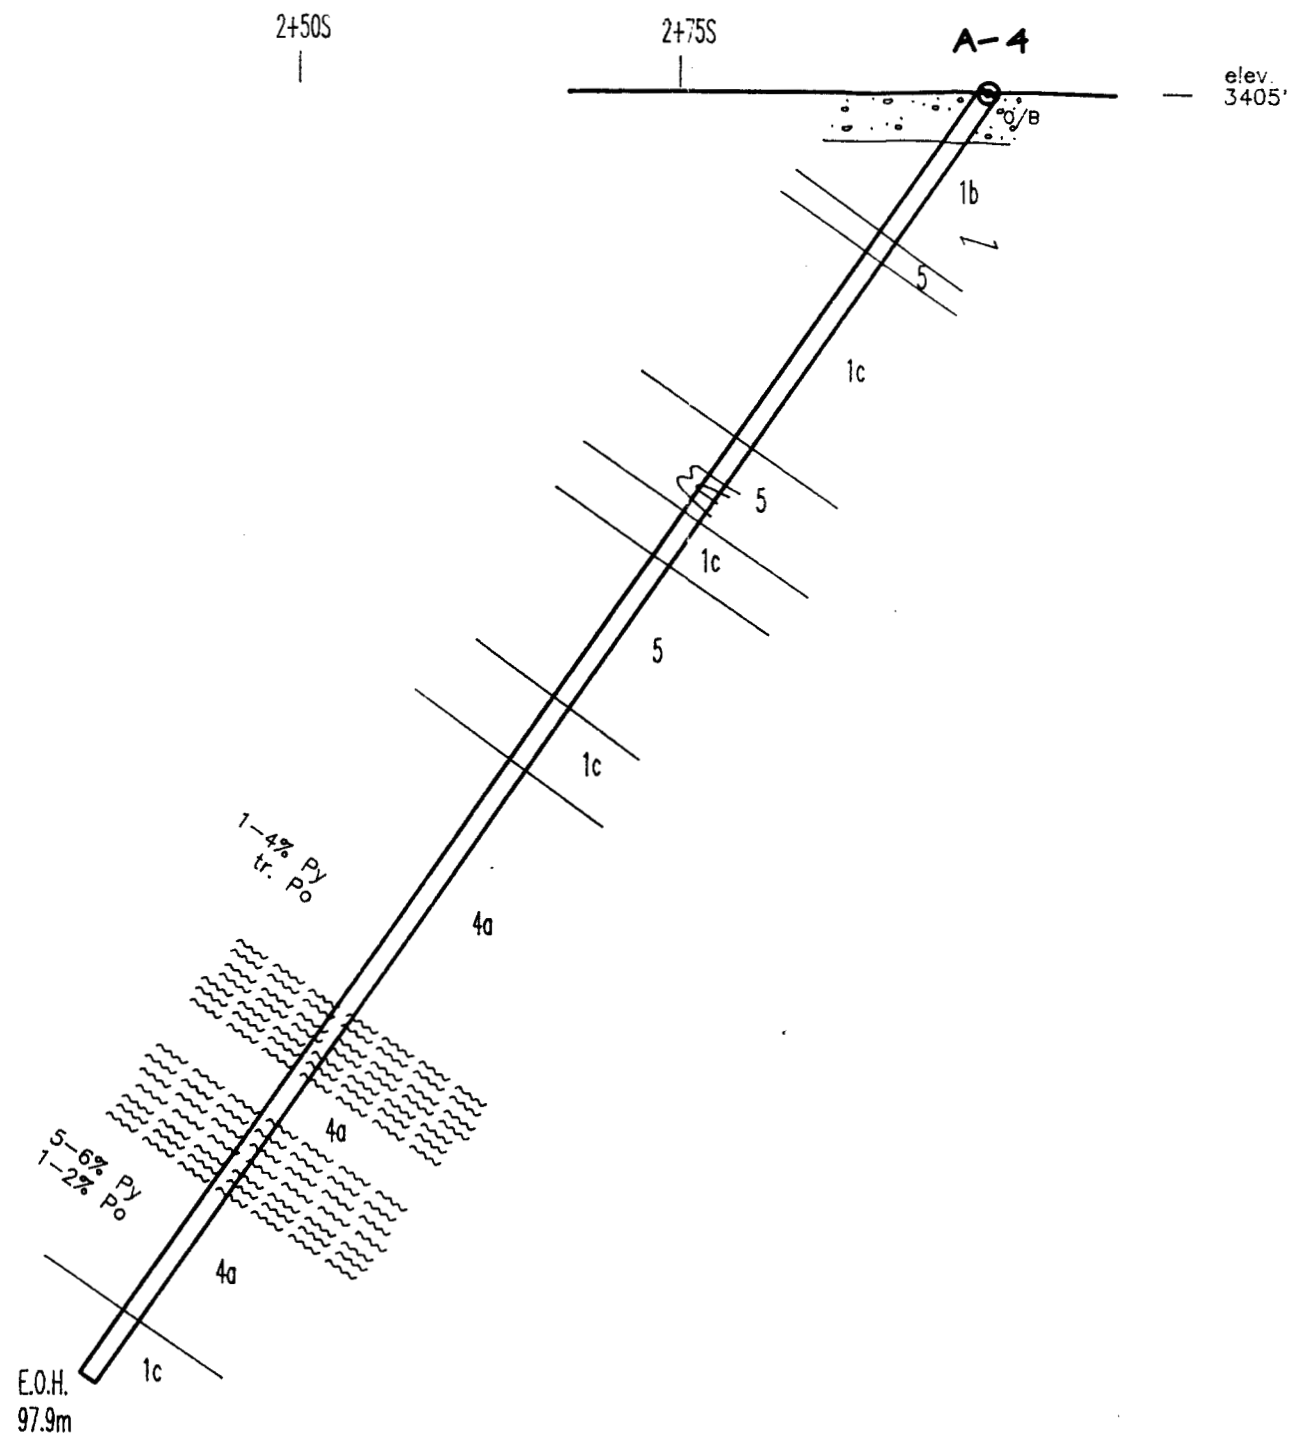 2+50S
2+75S
A-4
elev.
3405'
O/B
1b
5
1c
5
1c
5
1c
1-4% Py
tr. Po
4a
4a
5-6% Py
1-2% Po
4a
1c
E.O.H.
97.9m